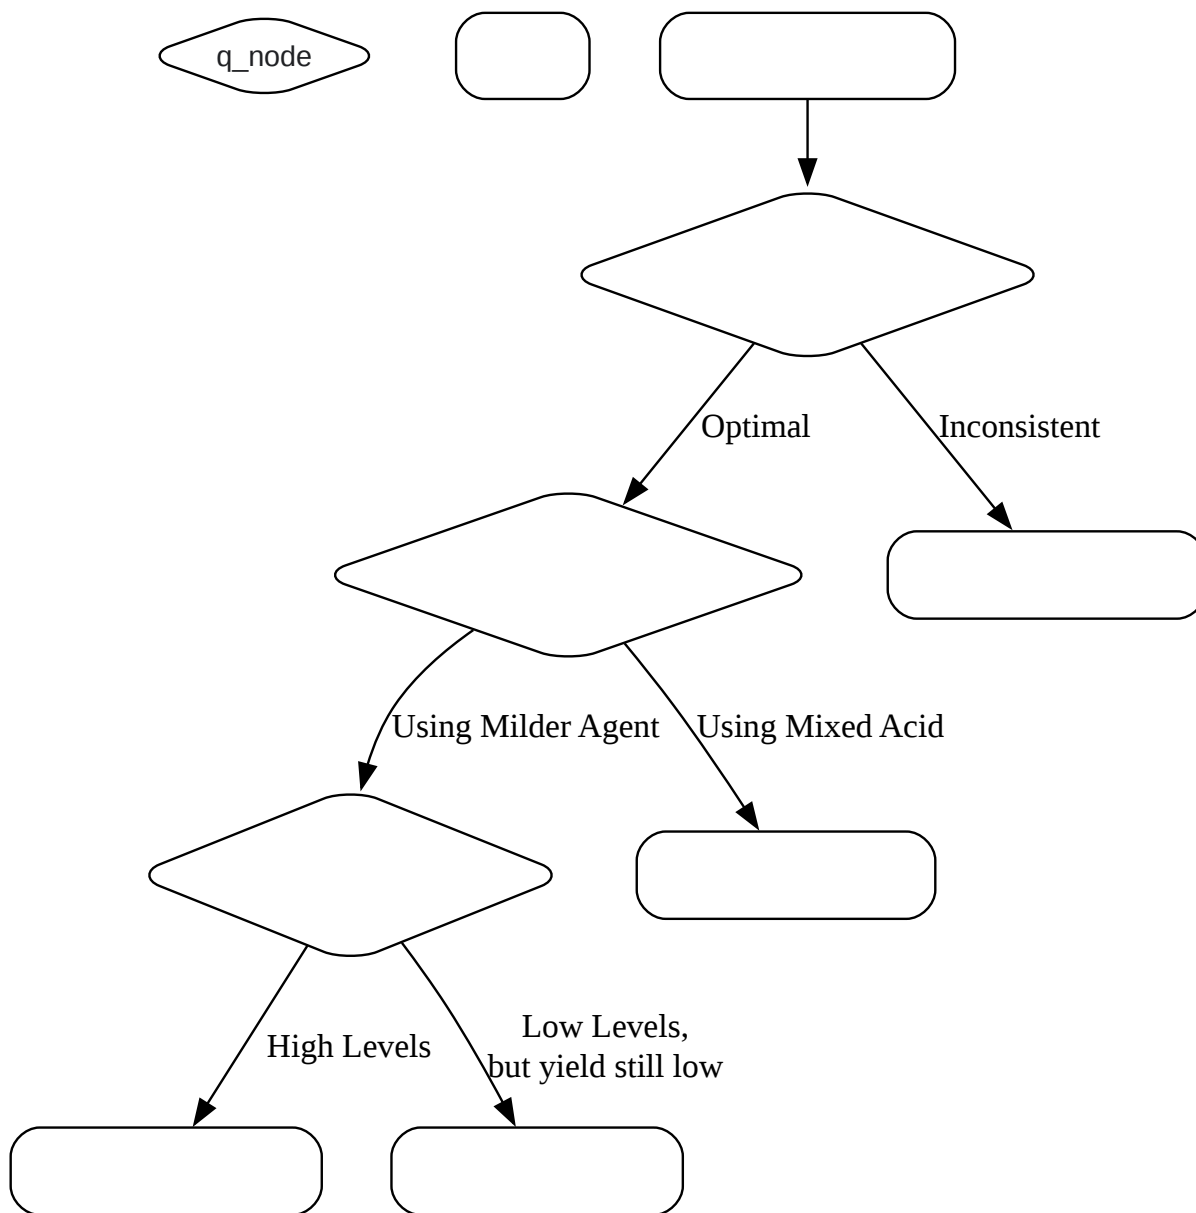 q_node
Optimal
Inconsistent
Using Milder Agent
Using Mixed Acid
High Levels
Low Levels,
but yield still low